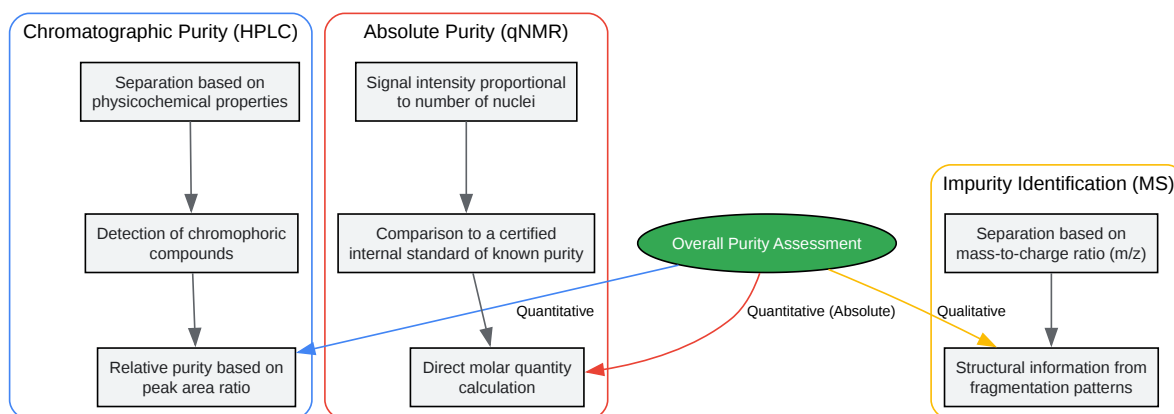 Chromatographic Purity (HPLC)
Separation based on
physicochemical properties
Detection of chromophoric
compounds
Relative purity based on
peak area ratio
Absolute Purity (qNMR)
Signal intensity proportional
to number of nuclei
Comparison to a certified
internal standard of known purity
Direct molar quantity
calculation
Overall Purity Assessment
Quantitative
Quantitative (Absolute)
Qualitative
Impurity Identification (MS)
Separation based on
mass-to-charge ratio (m/z)
Structural information from
fragmentation patterns